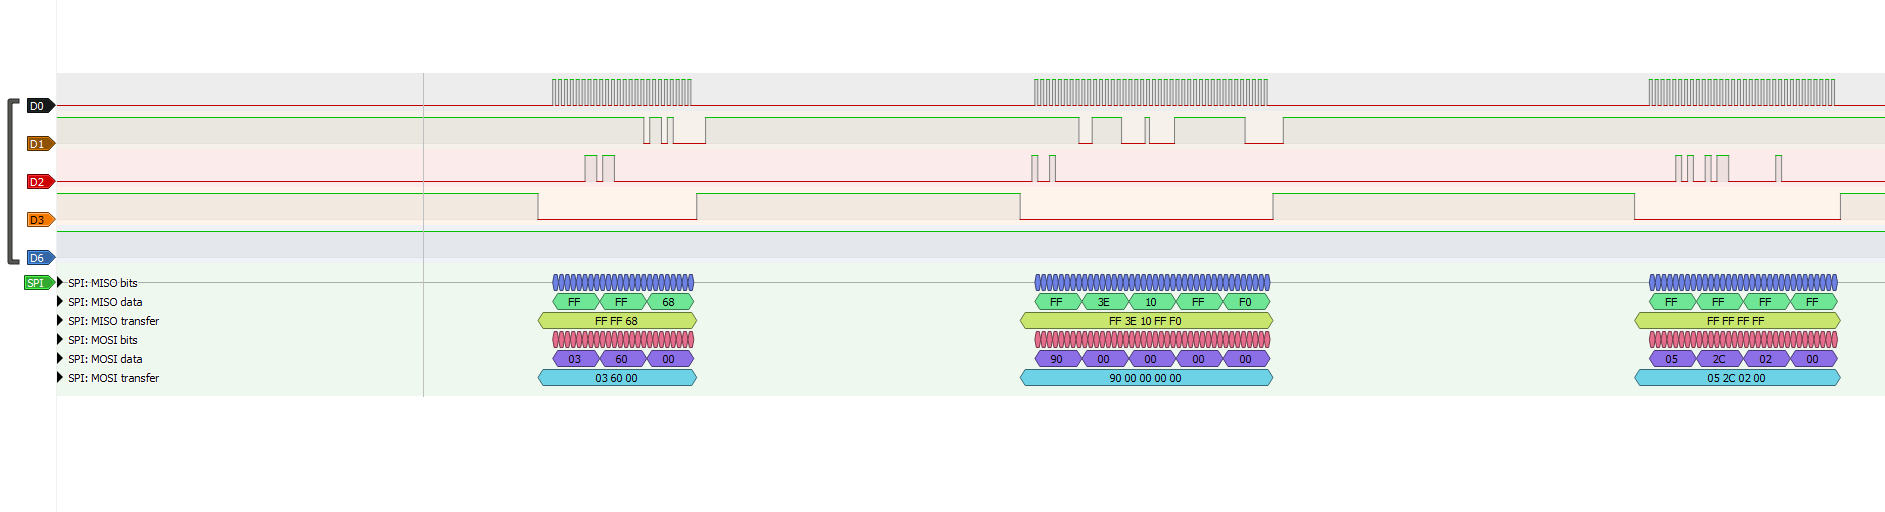 D0
D1
D2
D3
D6
SPI SPI: MISO bits
SPI: MISO data FF FF 68 FF 3E 10 FF F0 FF FF FF FF
SPI: MISO transfer FF FF 68 FF 3E 10 FF F0 FF FF FF FF
SPI: MOSI bits
SPI: MOSI data 03 60 00 90 00 00 00 00 05 2C 02 00
SPI: MOSI transfer 03 60 00 90 00 00 00 00 05 2C 02 00